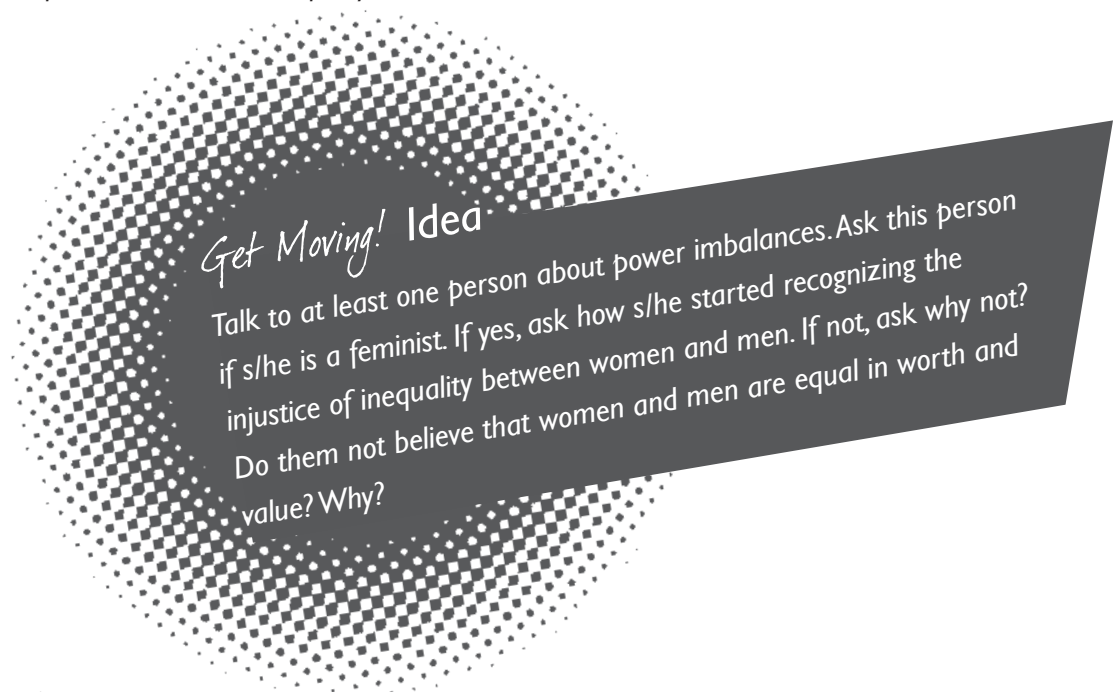 Get Moving! Idea
Talk to at least one person about power imbalances. Ask this person
if s/he is a feminist. If yes, ask how s/he started recognizing the
injustice of inequality between women and men. If not, ask why not?
Do them not believe that women and men are equal in worth and
value? Why?